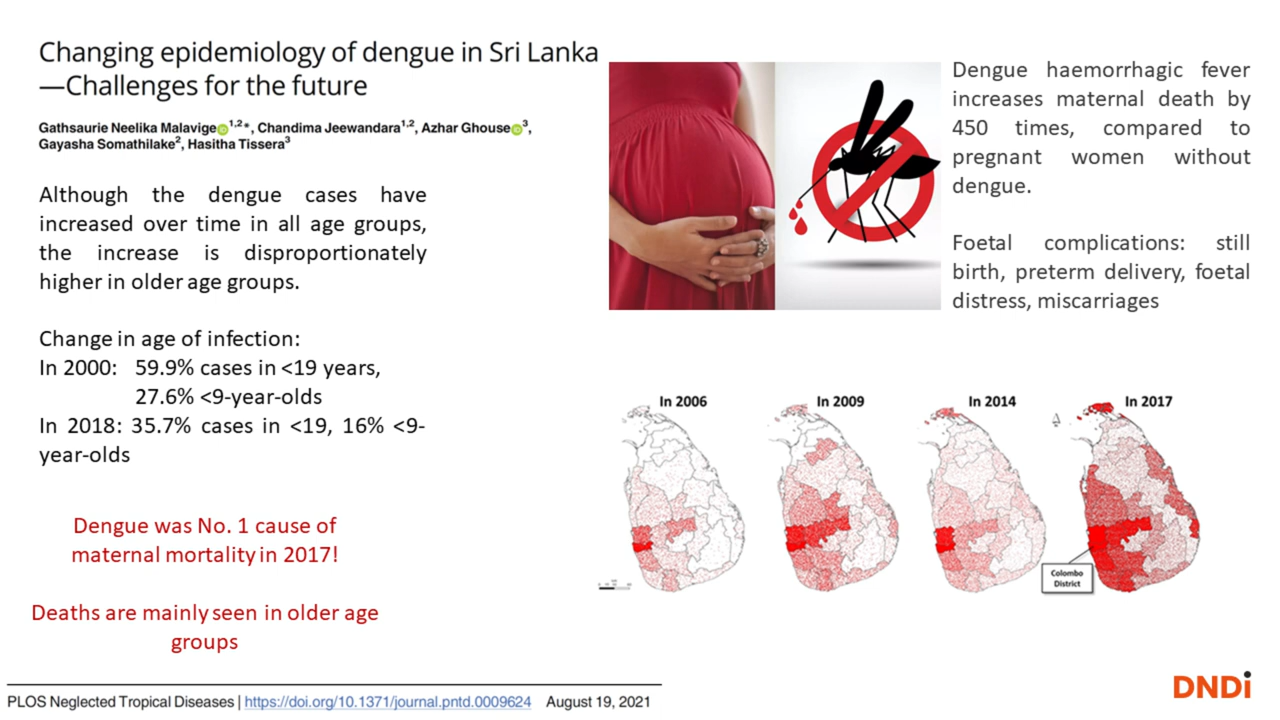 Changing epidemiology of dengue in Sri Lanka
—Challenges for the future
Gathsaurie Neelika Malavige 1,2*, Chandima Jeewandara1,2, Azhar Ghouse 3,
Gayasha Somathilake2, Hasitha Tissera3
Although the dengue cases have
increased over time in all age groups,
the increase is disproportionately
higher in older age groups.
Change in age of infection:
In 2000: 59.9% cases in <19 years,
27.6% <9-year-olds
In 2018: 35.7% cases in <19, 16% <9-
year-olds
Dengue was No. 1 cause of
maternal mortality in 2017!
Deaths are mainly seen in older age
groups
Dengue haemorrhagic fever
increases maternal death by
450 times, compared to
pregnant women without
dengue.
Foetal complications: still
birth, preterm delivery, foetal
distress, miscarriages
In 2006
In 2009
In 2014
In 2017
Colombo
District
PLOS Neglected Tropical Diseases | https://doi.org/10.1371/journal.pntd.0009624 August 19, 2021
DNDi